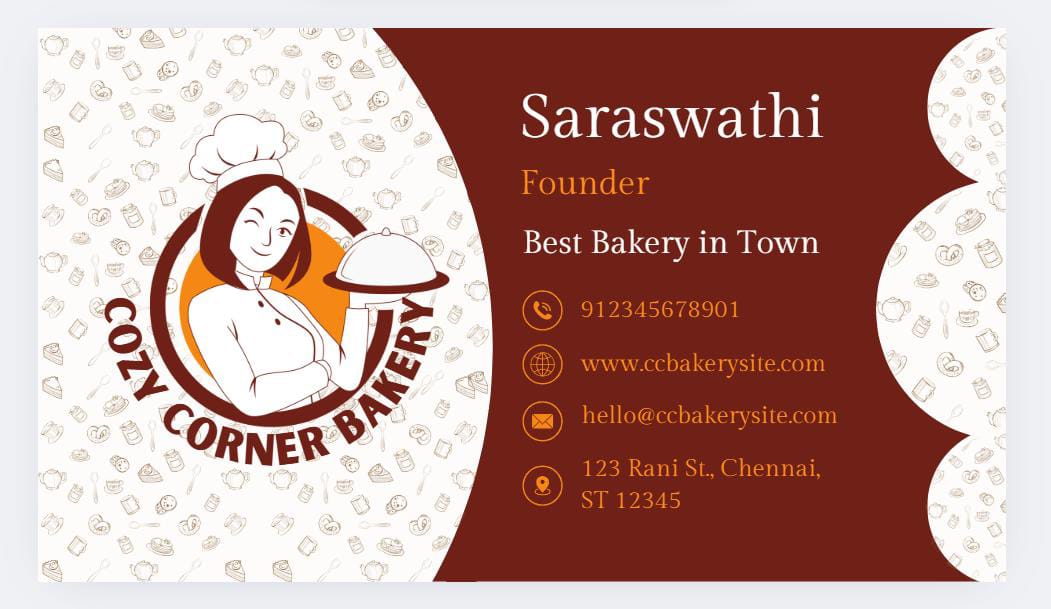 COZY CORNER BAKERY
Saraswathi
Founder
Best Bakery in Town
912345678901
www.ccbakerysite.com
hello@ccbakerysite.com
123 Rani St., Chennai,
ST 12345